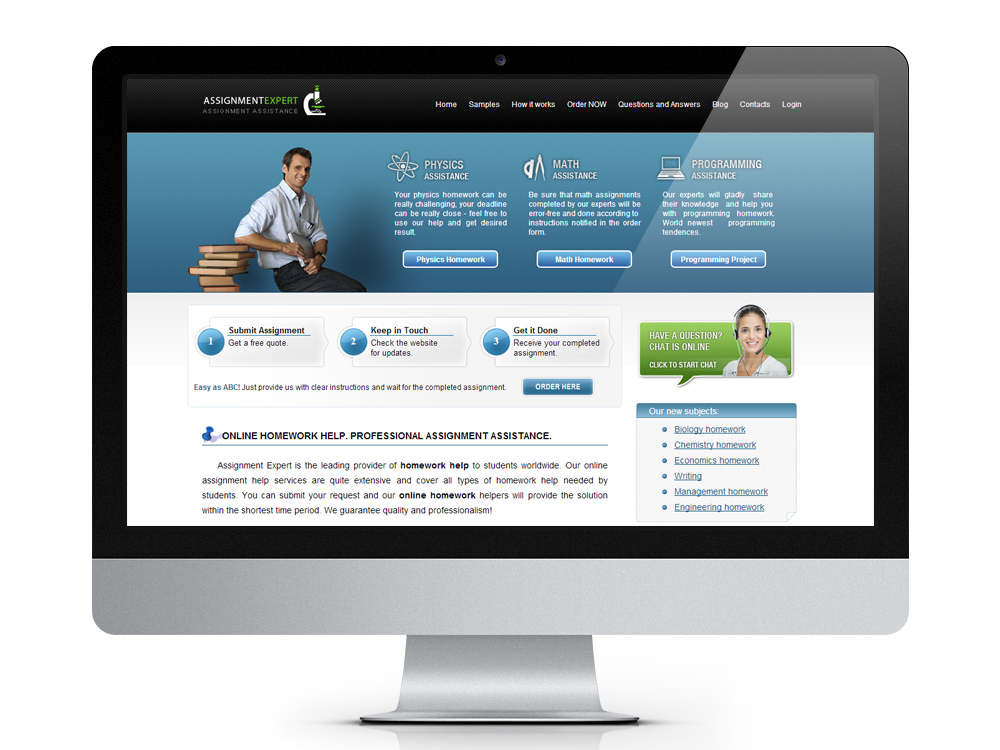 ASSIGNMENTEXPERT
ASSIGNMENT ASSISTANCE
Home Samples How it works Order NOW Questions and Answers Blog Contacts Login
PHYSICS
ASSISTANCE
Your physics homework can be
really challenging, your deadline
can be really close - feel free to
use our help and get desired
result.
Physics Homework
MATH
ASSISTANCE
Be sure that math assignments
completed by our experts will be
error-free and done according to
instructions notified in the order
form.
Math Homework
PROGRAMMING
ASSISTANCE
Our experts will gladly share
their knowledge and help you
with programming homework.
World newest programming
tendences.
Programming Project
1
Submit Assignment
Get a free quote.
2
Keep in Touch
Check the website
for updates.
3
Get it Done
Receive your completed
assignment.
Easy as ABC! Just provide us with clear instructions and wait for the completed assignment.
ORDER HERE
HAVE A QUESTION?
CHAT IS ONLINE
CLICK TO START CHAT
ONLINE HOMEWORK HELP. PROFESSIONAL ASSIGNMENT ASSISTANCE.
Assignment Expert is the leading provider of homework help to students worldwide. Our online
assignment help services are quite extensive and cover all types of homework help needed by
students. You can submit your request and our online homework helpers will provide the solution
within the shortest time period. We guarantee quality and professionalism!
Our new subjects:
Biology homework
Chemistry homework
Economics homework
Writing
Management homework
Engineering homework